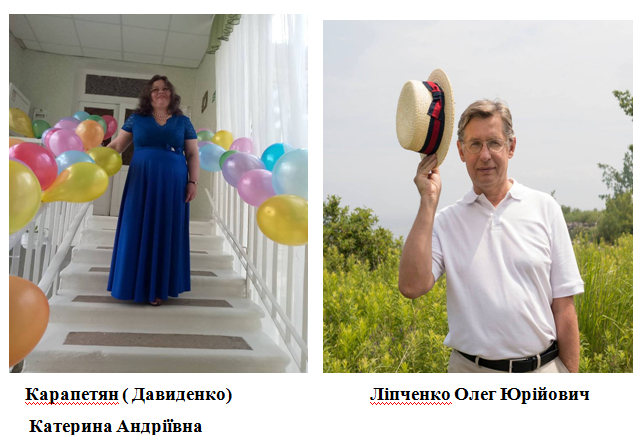 Карапетян ( Давиденко)
Катерина Андріївна
Ліпченко Олег Юрійович